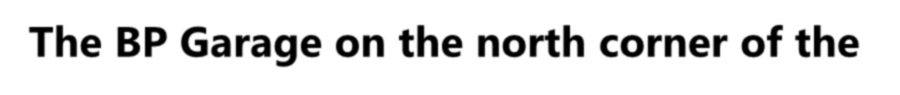 The BP Garage on the north corner of the